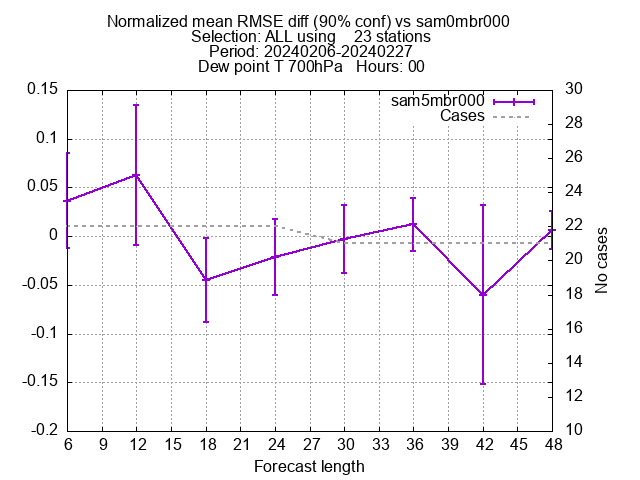 Normalized mean RMSE diff (90% conf) vs sam0mbr000
Selection: ALL using    23 stations
Period: 20240206-20240227
Dew point T 700hPa   Hours: 00
sam5mbr000
Cases
0.15
0.1
0.05
0
-0.05
-0.1
-0.15
-0.2
30
28
26
24
22
20
18
16
14
12
10
No cases
6 9 12 15 18 21 24 27 30 33 36 39 42 45 48
Forecast length